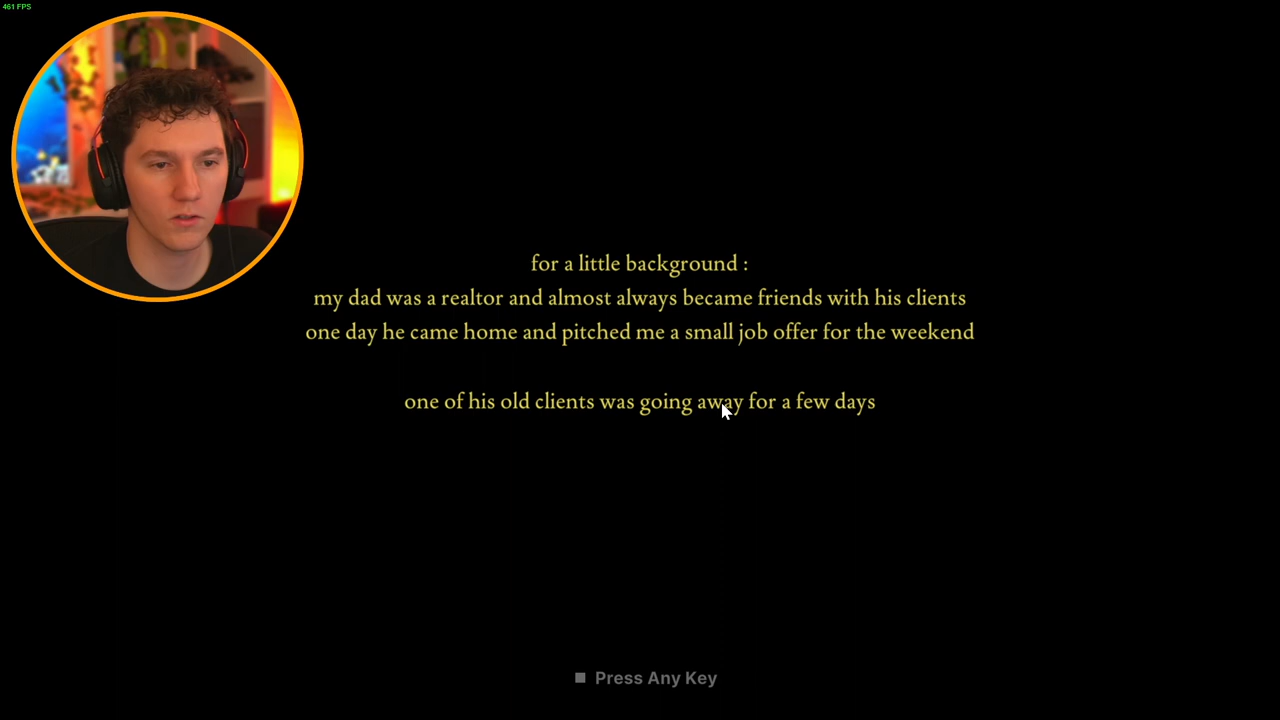 461 FPS
for a little background :
my dad was a realtor and almost always became friends with his clients
one day he came home and pitched me a small job offer for the weekend
one of his old clients was going away for a few days
Press Any Key